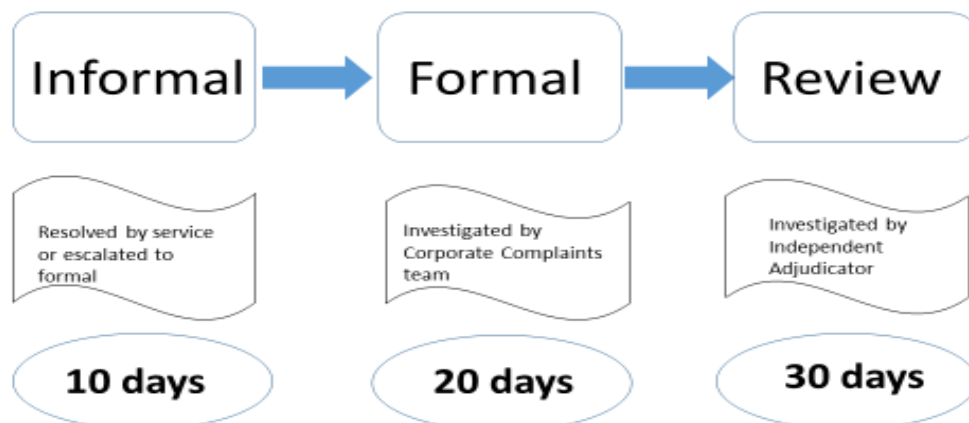 Informal
Formal
Review
Resolved by service
or escalated to
formal
Investigated by
Corporate Complaints
team
Investigated by
Independent
Adjudicator
10 days
20 days
30 days